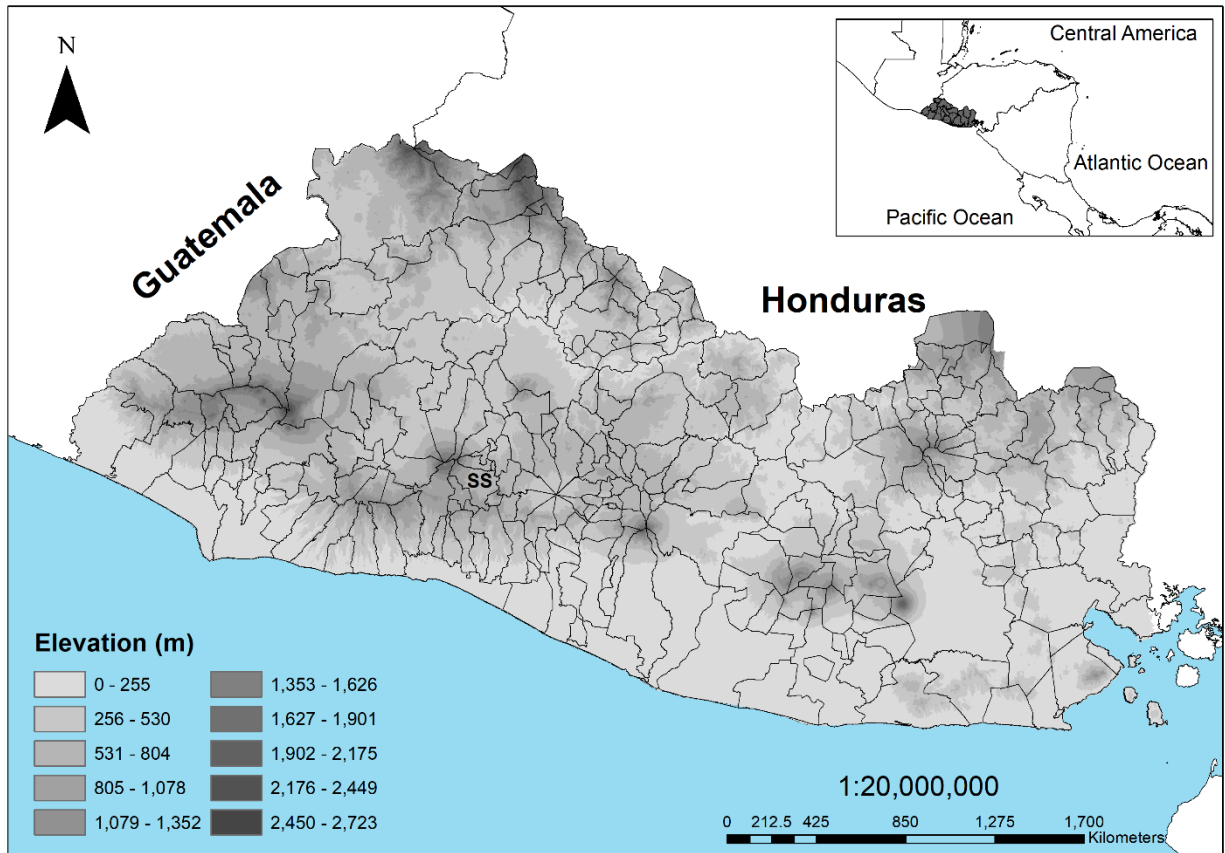 N
Central America
Atlantic Ocean
Pacific Ocean
Guatemala
Honduras
SS
Elevation (m)
0 - 255
256 - 530
531 - 804
805 - 1,078
1,079 - 1,352
1,353 - 1,626
1,627 - 1,901
1,902 - 2,175
2,176 - 2,449
2,450 - 2,723
1:20,000,000
0 212.5 425 850 1,275 1,700
Kilometers